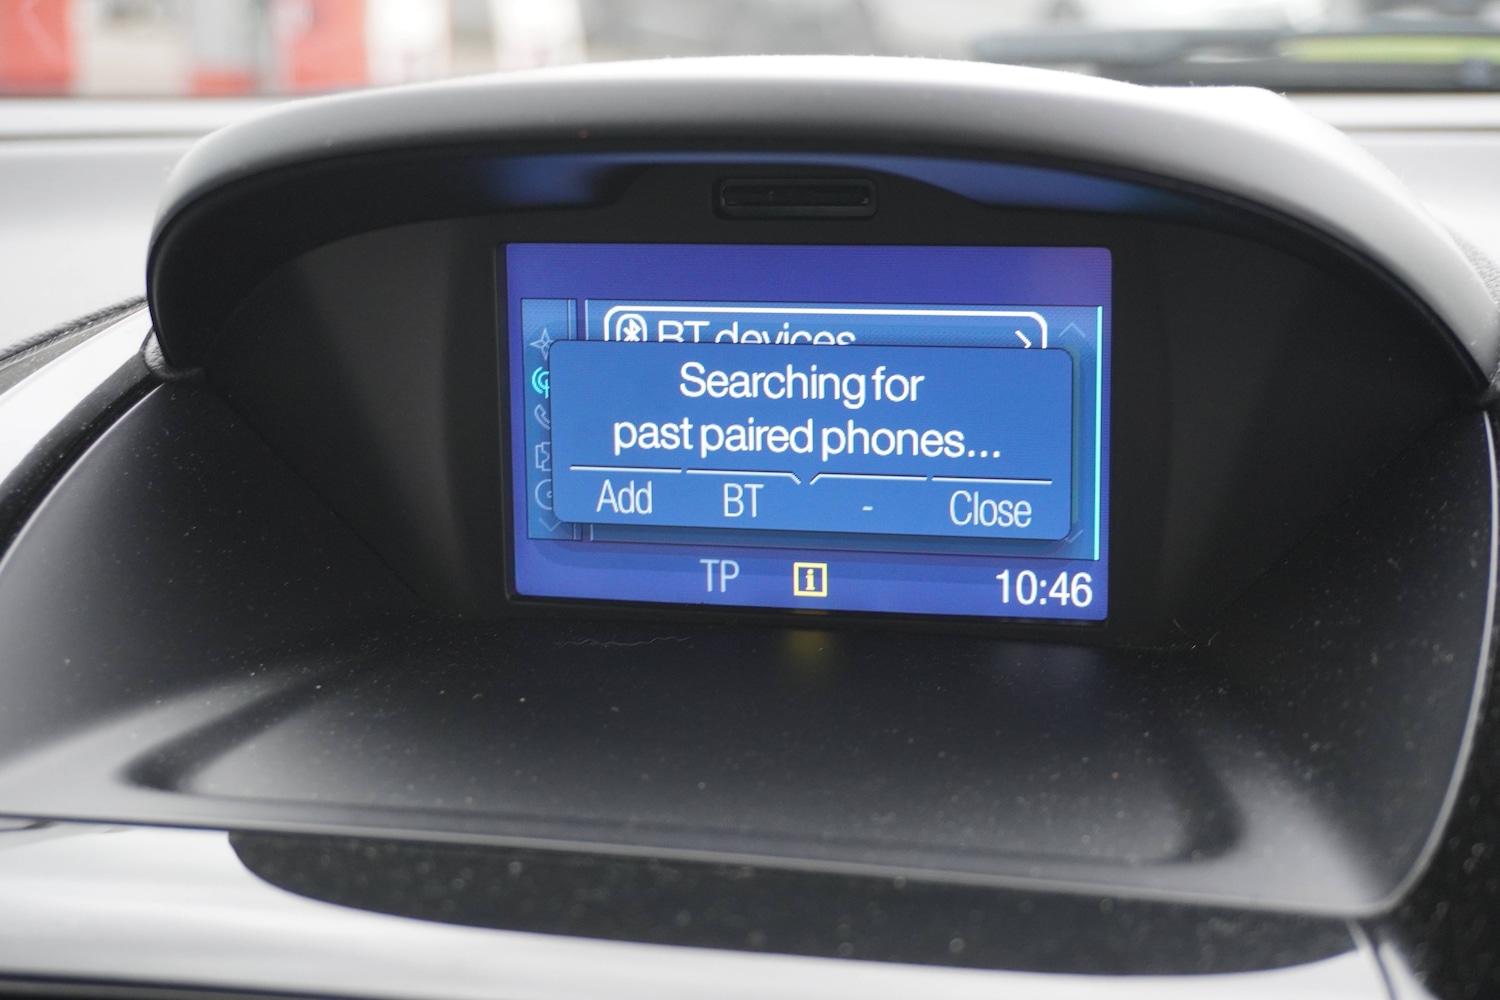 BT devices
Searching for
past paired phones...
Add BT - Close
TP i 10:46